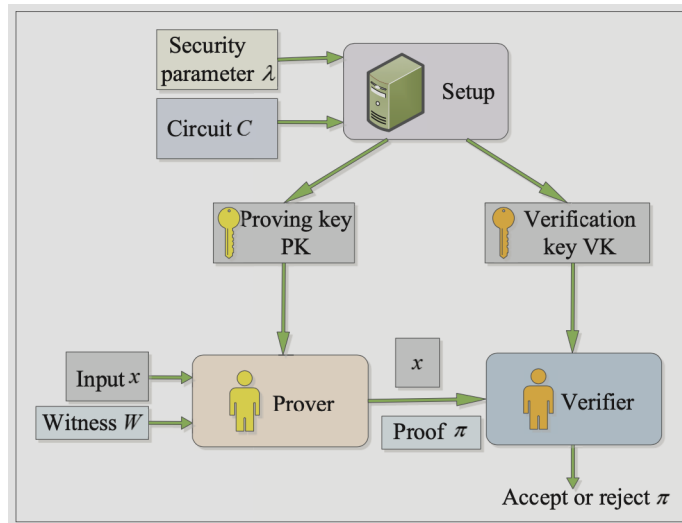 Security
parameter λ
Setup
Circuit C
Proving key
PK
Verification
key VK
Input x
Witness W
Prover
x
Proof π
Verifier
Accept or reject π